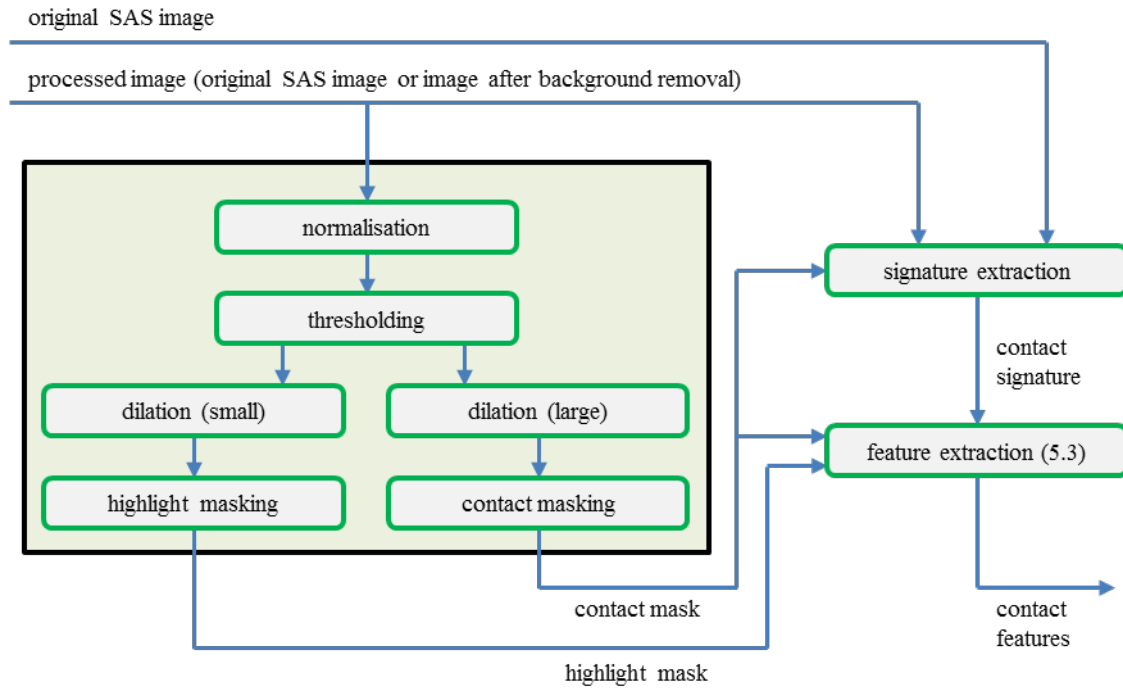 original SAS image
processed image (original SAS image or image after background removal)
normalisation
signature extraction
thresholding
contact
signature
dilation (small)
dilation (large)
feature extraction (5.3)
highlight masking
contact masking
contact mask
contact
features
highlight mask